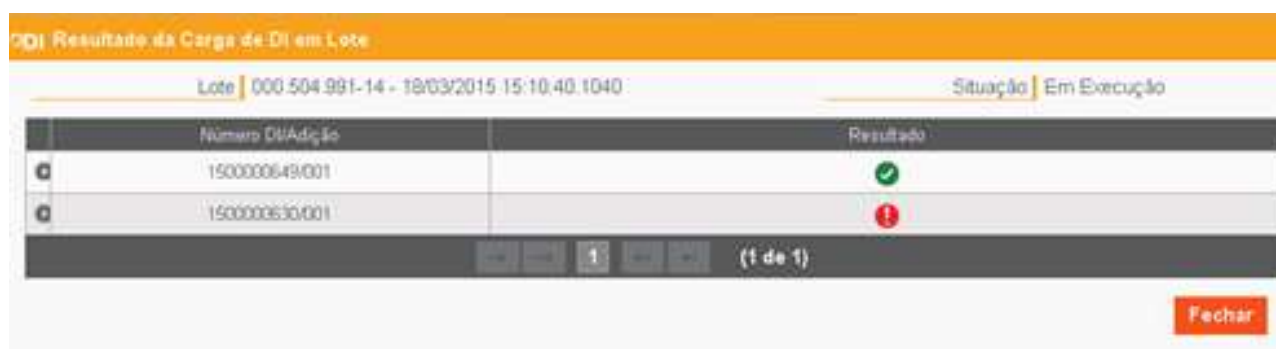 DI Resultado da Carga de DI em Lote
Lote 000.504.991-14 - 18/03/2015 15:10:40.1040 Situação Em Execução
Número DI/Adição Resultado
1500000649/001
1500000630/001
1 (1 de 1)
Fechar